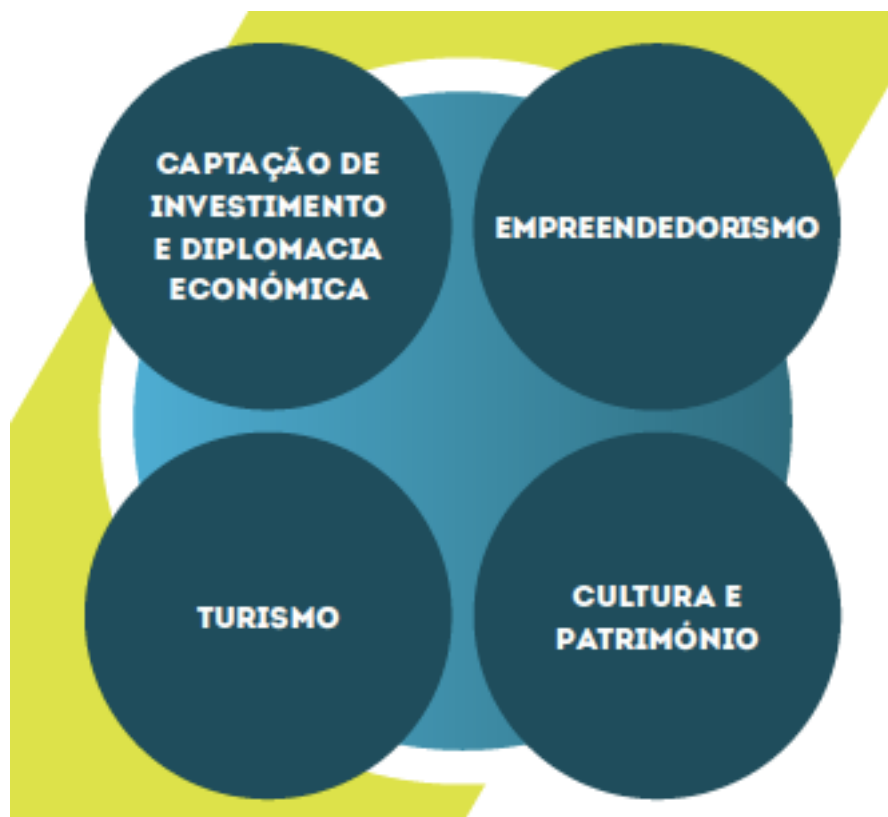 CAPTAÇÃO DE
INVESTIMENTO
E DIPLOMACIA
ECONÓMICA
EMPREENDEDORISMO
TURISMO
CULTURA E
PATRIMÓNIO